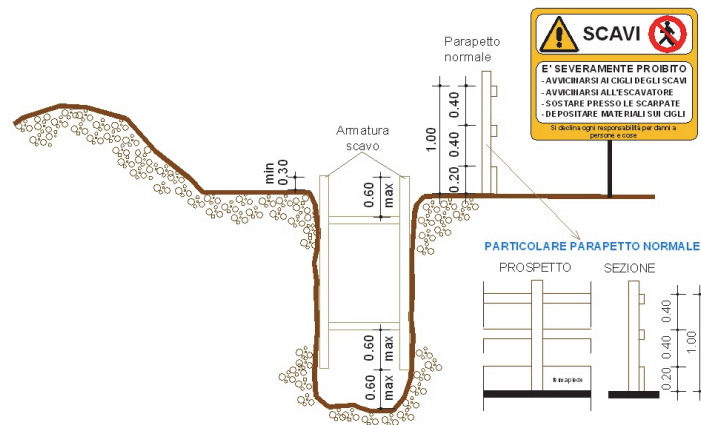 SCAVI
E' SEVERAMENTE PROIBITO
- AVVICINARSI AI CIGLI DEGLI SCAVI
- AVVICINARSI ALL'ESCAVATORE
- SOSTARE PRESSO LE SCARPATE
- DEPOSITARE MATERIALI SUI CIGLI
Si declina ogni responsabilità per danni a
persone e cose
Parapetto
normale
0.40
1.00
0.40
0.20
Armatura
scavo
min
0,30
0.60
max
0.60
max
0.60
max
PARTICOLARE PARAPETTO NORMALE
PROSPETTO
SEZIONE
0.40
0.40
1.00
0.20
fermapiede